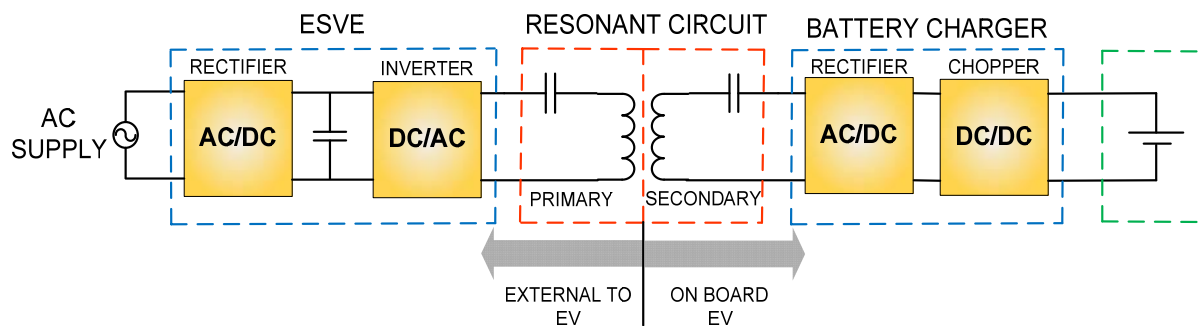 ESVE
RESONANT CIRCUIT
BATTERY CHARGER
RECTIFIER
INVERTER
RECTIFIER
CHOPPER
AC
SUPPLY
AC/DC
DC/AC
AC/DC
DC/DC
PRIMARY
SECONDARY
EXTERNAL TO
EV
ON BOARD
EV